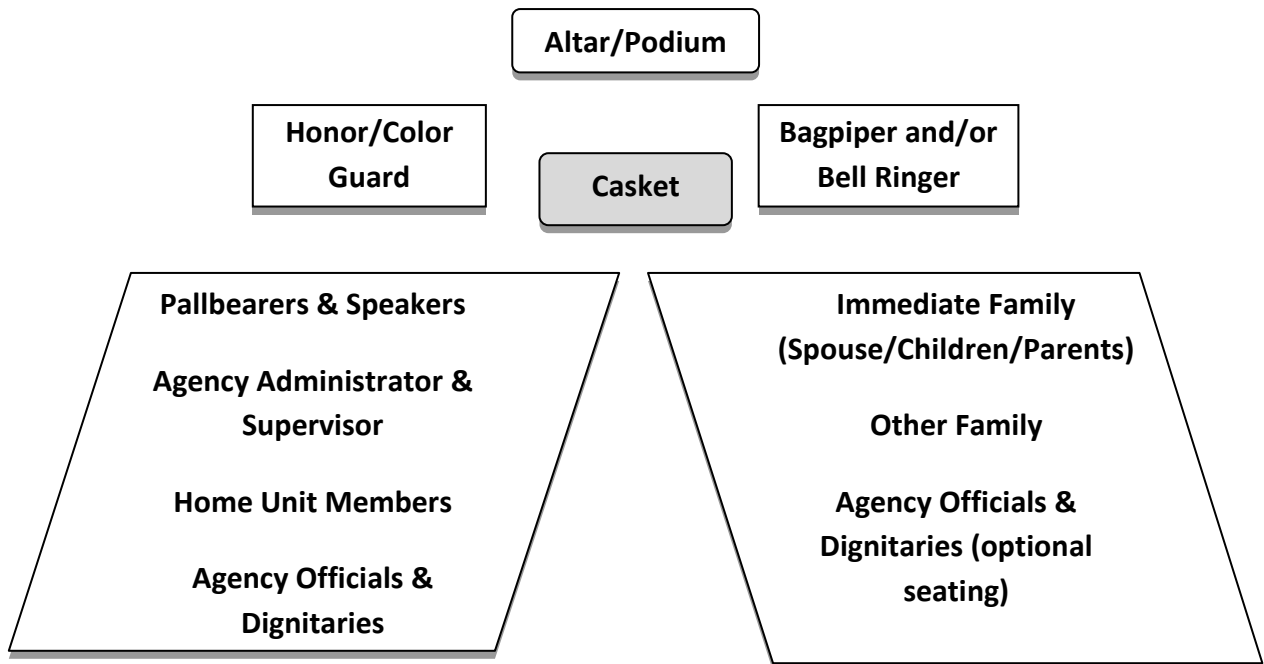 Altar/Podium
Honor/Color
Guard
Casket
Bagpiper and/or
Bell Ringer
Pallbearers & Speakers
Agency Administrator &
Supervisor
Home Unit Members
Agency Officials &
Dignitaries
Immediate Family
(Spouse/Children/Parents)
Other Family
Agency Officials &
Dignitaries (optional
seating)